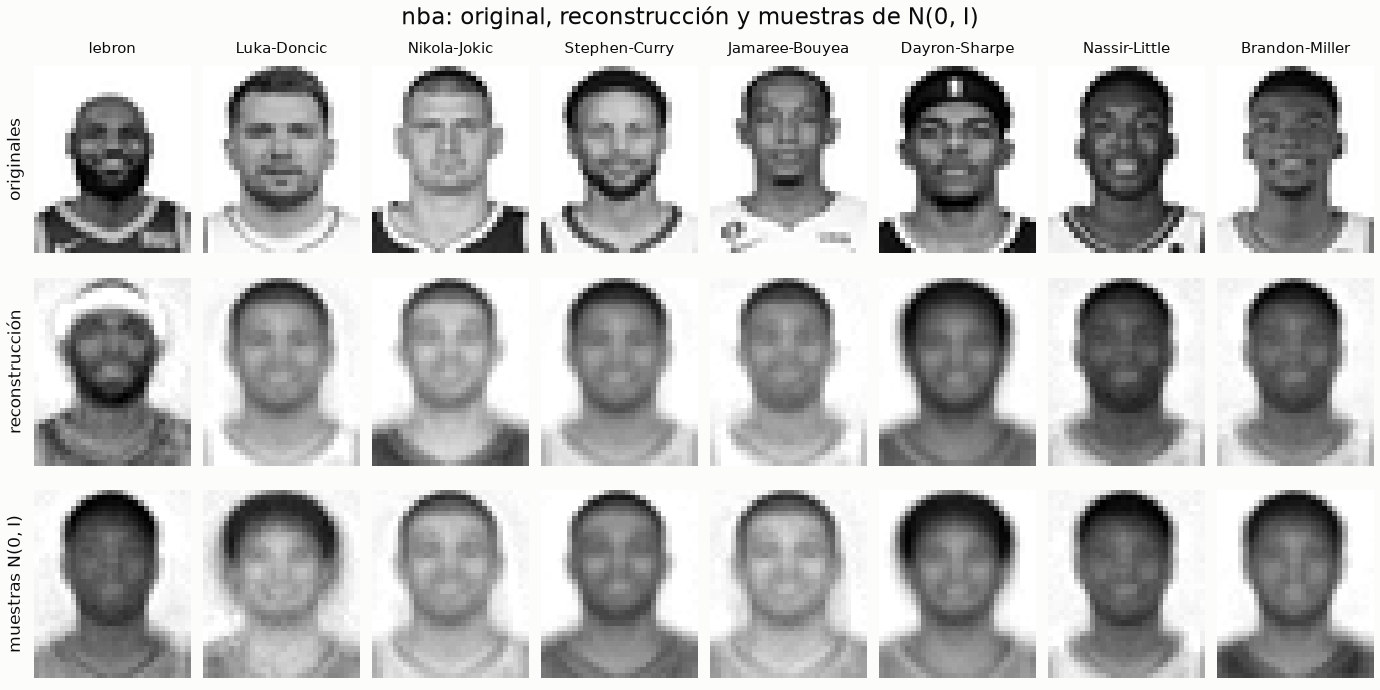 nba: original, reconstrucción y muestras de N(0, I)
lebron Luka-Doncic Nikola-Jokic Stephen-Curry Jamaree-Bouyea Dayron-Sharpe Nassir-Little Brandon-Miller
originales
reconstrucción
muestras N(0, I)